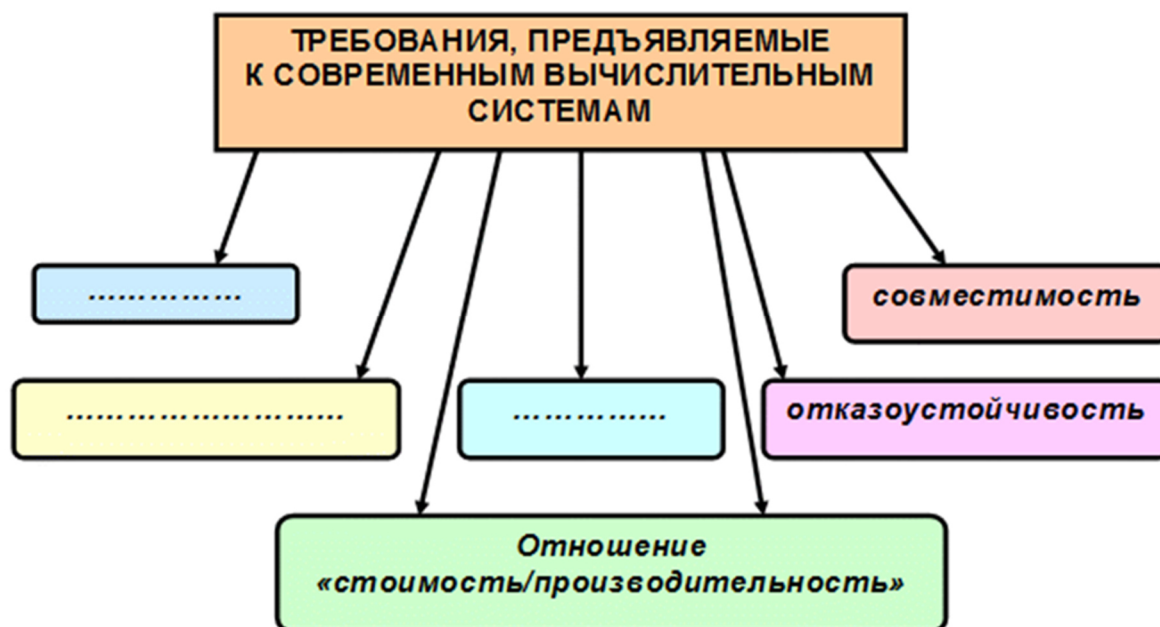 ТРЕБОВАНИЯ, ПРЕДЪЯВЛЯЕМЫЕ
К СОВРЕМЕННЫМ ВЫЧИСЛИТЕЛЬНЫМ
СИСТЕМАМ
……………
совместимость
………………………
……………
отказоустойчивость
Отношение
«стоимость/производительность»